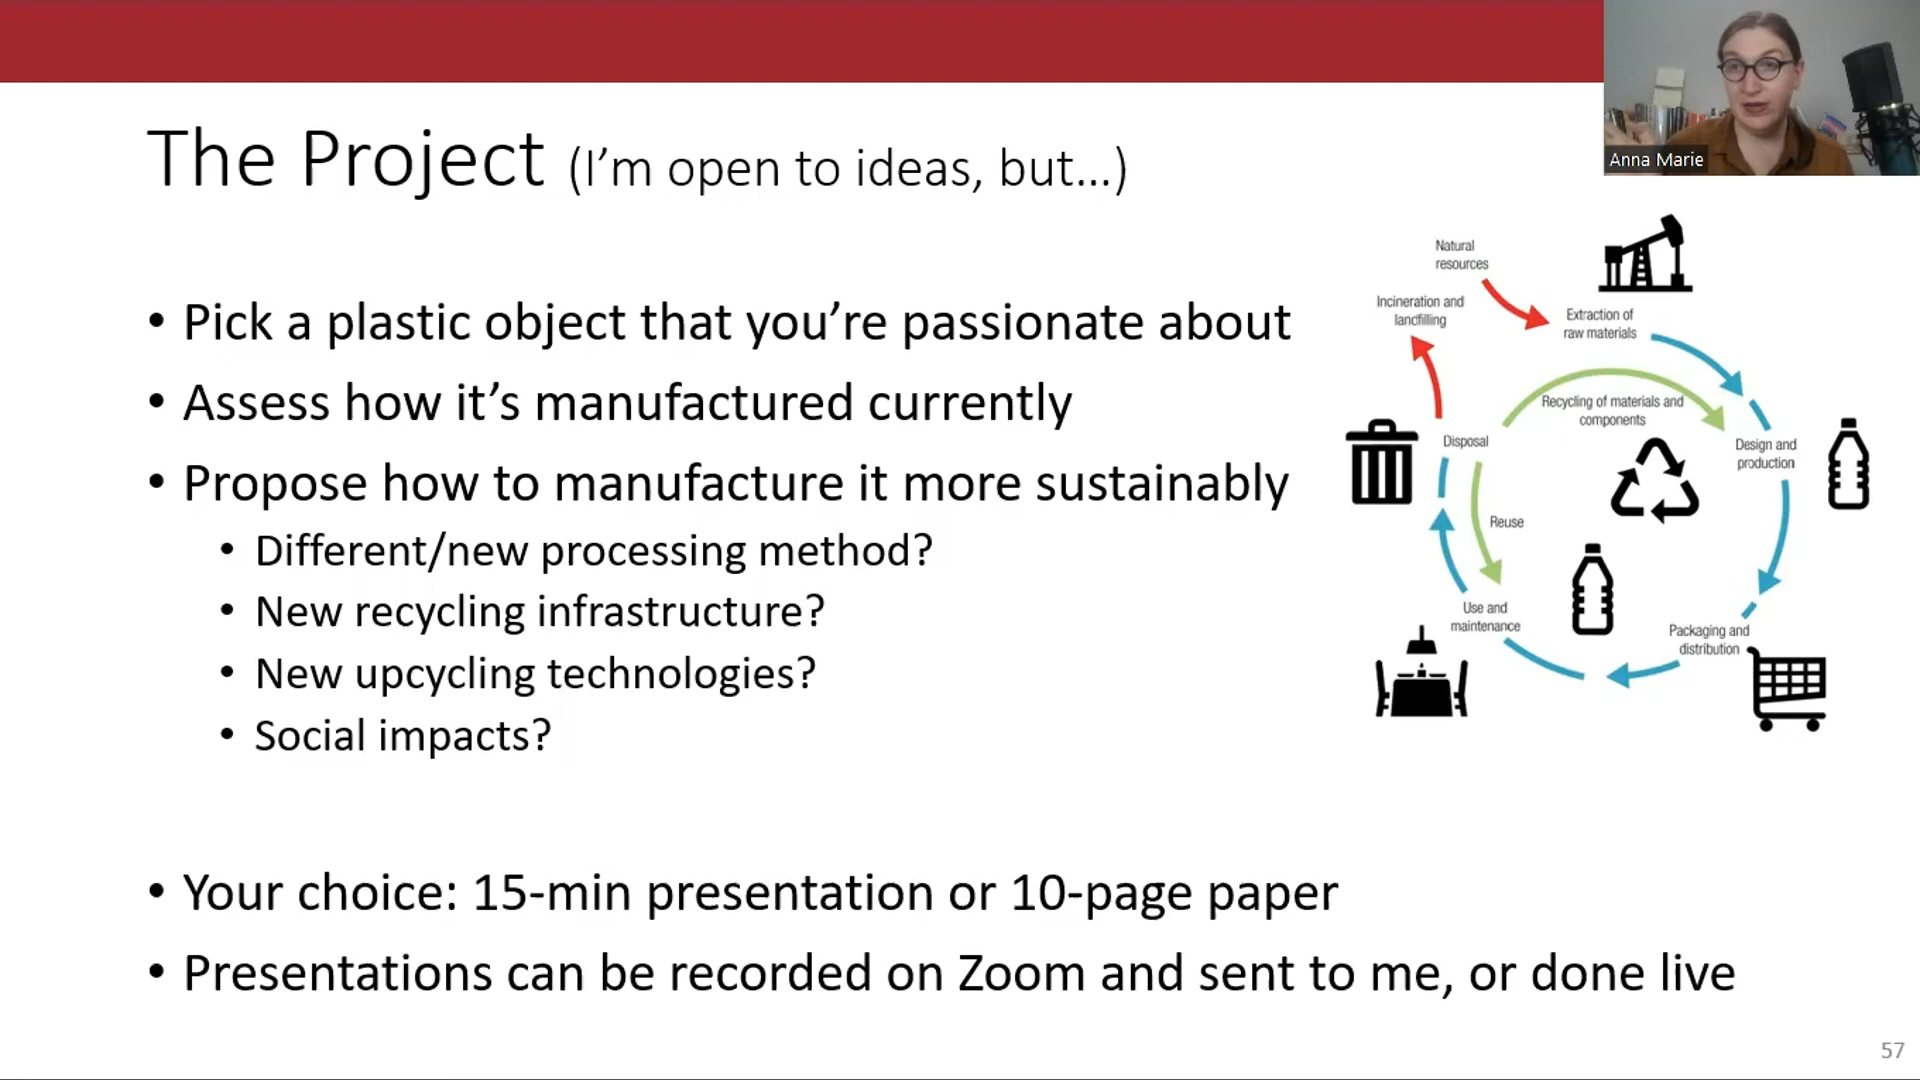 Anna Marie
The Project (I’m open to ideas, but…)
• Pick a plastic object that you’re passionate about
• Assess how it’s manufactured currently
• Propose how to manufacture it more sustainably
• Different/new processing method?
• New recycling infrastructure?
• New upcycling technologies?
• Social impacts?
• Your choice: 15-min presentation or 10-page paper
• Presentations can be recorded on Zoom and sent to me, or done live
Natural
resources
Incineration and
landfilling
Extraction of
raw materials
Recycling of materials and
components
Disposal
Design and
production
Reuse
Use and
maintenance
Packaging and
distribution
57